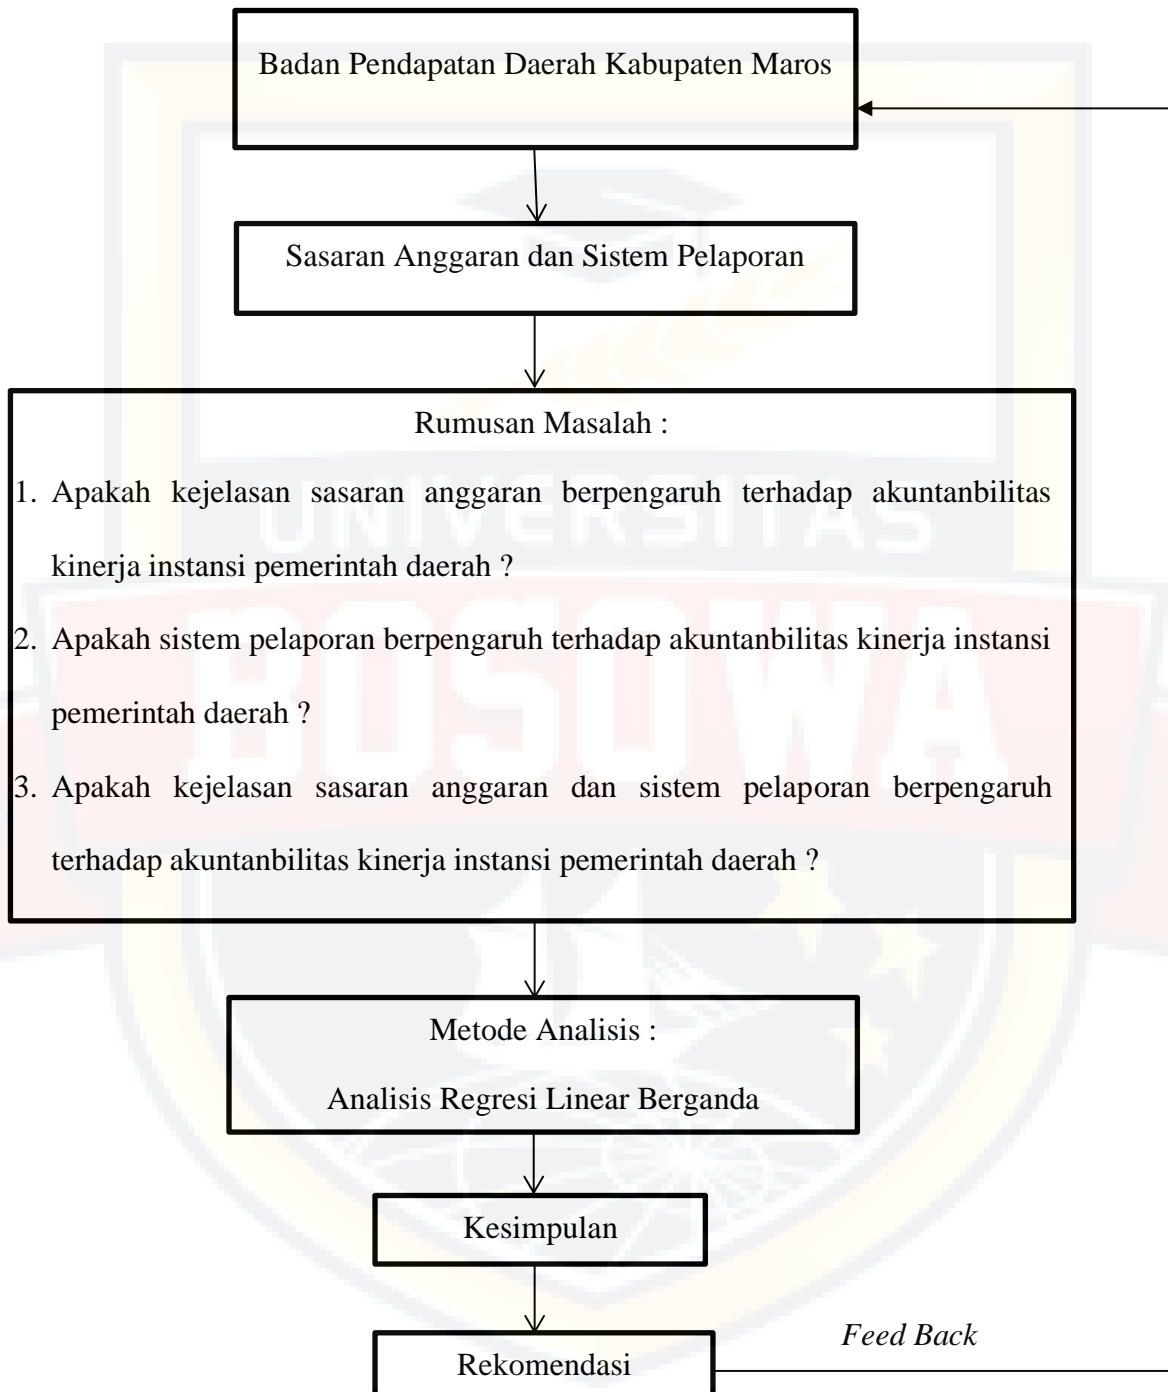 Badan Pendapatan Daerah Kabupaten Maros
Sasaran Anggaran dan Sistem Pelaporan
Rumusan Masalah :
1. Apakah kejelasan sasaran anggaran berpengaruh terhadap akuntanbilitas
kinerja instansi pemerintah daerah ?
2. Apakah sistem pelaporan berpengaruh terhadap akuntanbilitas kinerja instansi
pemerintah daerah ?
3. Apakah kejelasan sasaran anggaran dan sistem pelaporan berpengaruh
terhadap akuntanbilitas kinerja instansi pemerintah daerah ?
UNIVERSITAS
BOSOWA
Metode Analisis :
Analisis Regresi Linear Berganda
Kesimpulan
Feed Back
Rekomendasi